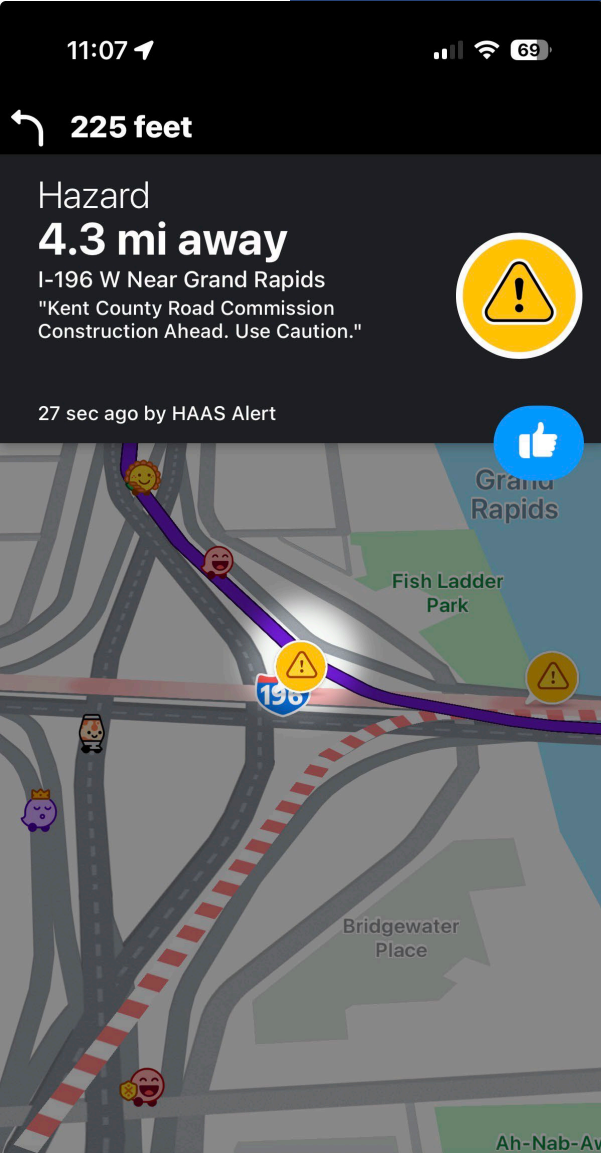 11:07
69
225 feet
Hazard
4.3 mi away
I-196 W Near Grand Rapids
"Kent County Road Commission
Construction Ahead. Use Caution."
27 sec ago by HAAS Alert
Grand
Rapids
Fish Ladder
Park
196
Bridgewater
Place
Ah-Nab-Aw